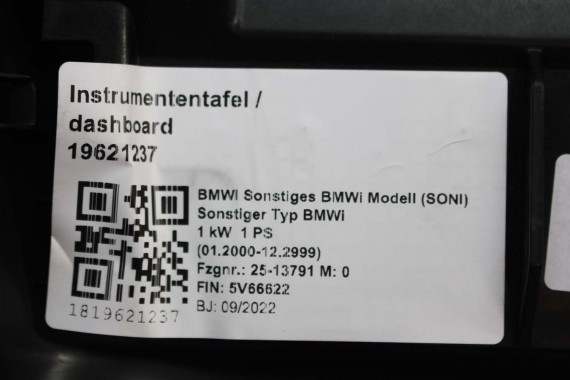 Instrumententafel /
dashboard
19621237
BMWI Sonstiges BMWi Modell (SONI)
Sonstiger Typ BMWi
1 kW 1 PS
(01.2000-12.2999)
Fzgnr.: 25-13791 M: 0
FIN: 5V66622
BJ: 09/2022
1819621237